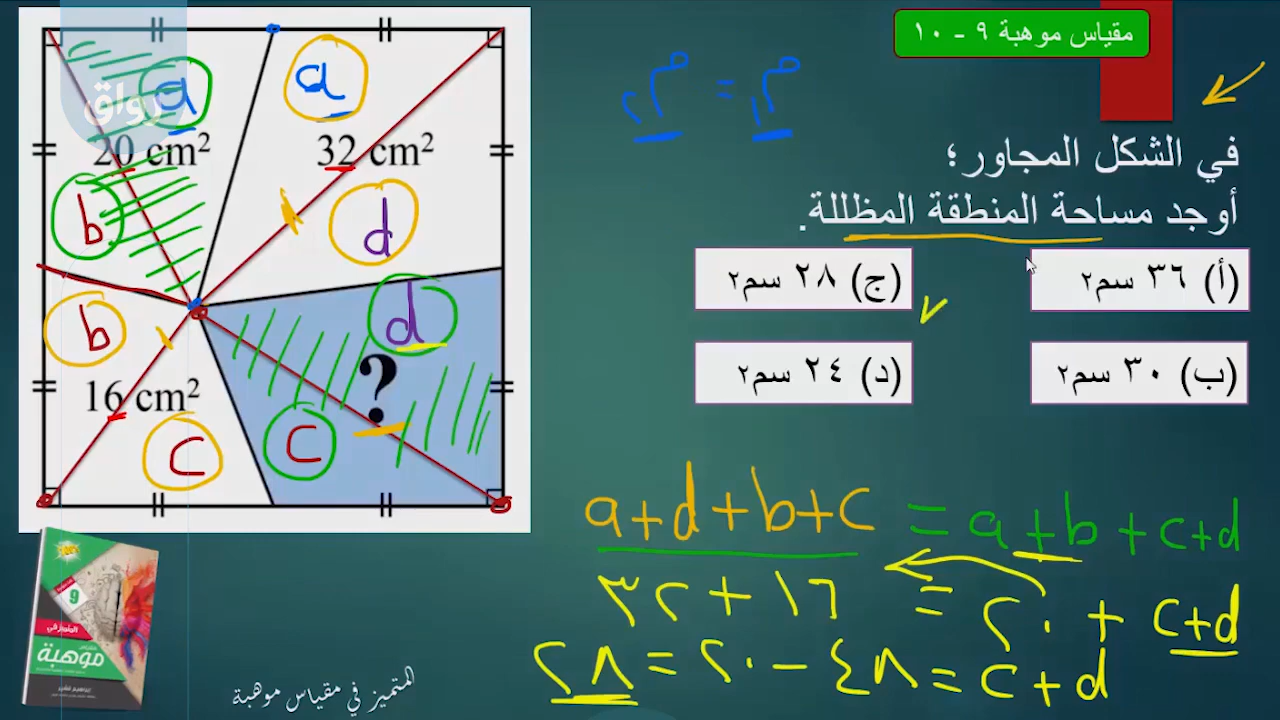 مقياس موهبة ٩ - ١٠
في الشكل المجاور؛
أوجد مساحة المنطقة المظللة.
(أ) ٣٦ سم٢
(ج) ٢٨ سم٢
(ب) ٣٠ سم٢
(د) ٢٤ سم٢
م١ = م٢
رواق
a
a
20 cm²
32 cm²
b
d
b
d
16 cm²
?
c
c
a+d+b+c = a+b+c+d
٣٢ + ١٦ = ٢٠ + c+d
٢٨ = ٢٠ - ٤٨ = c+d
9
موهبة
المتميز في مقياس موهبة